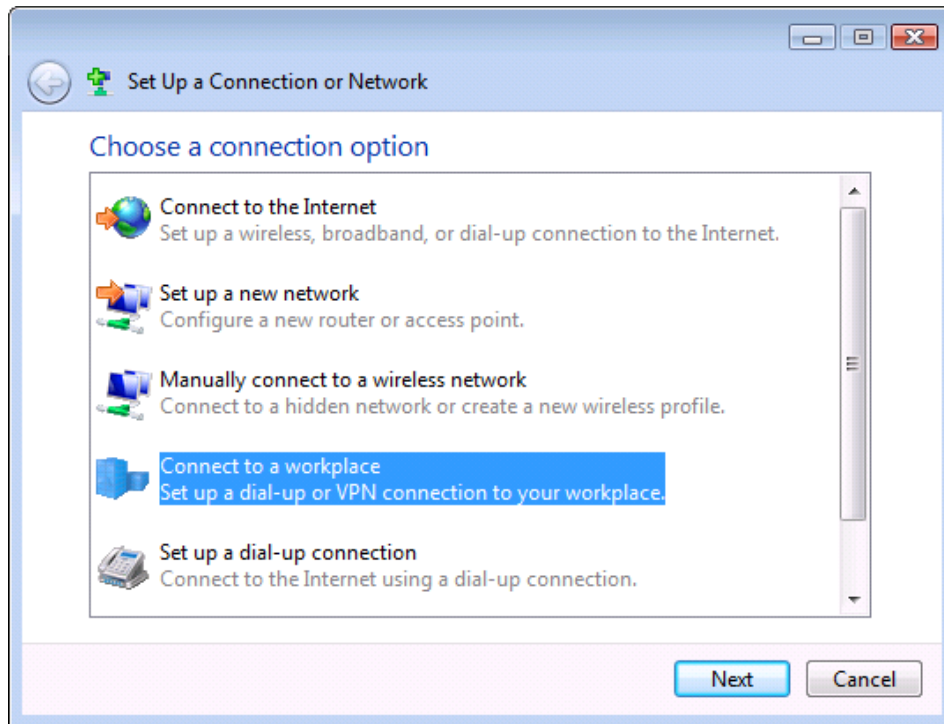 Set Up a Connection or Network
Choose a connection option
Connect to the Internet
Set up a wireless, broadband, or dial-up connection to the Internet.
Set up a new network
Configure a new router or access point.
Manually connect to a wireless network
Connect to a hidden network or create a new wireless profile.
Connect to a workplace
Set up a dial-up or VPN connection to your workplace.
Set up a dial-up connection
Connect to the Internet using a dial-up connection.
Next Cancel